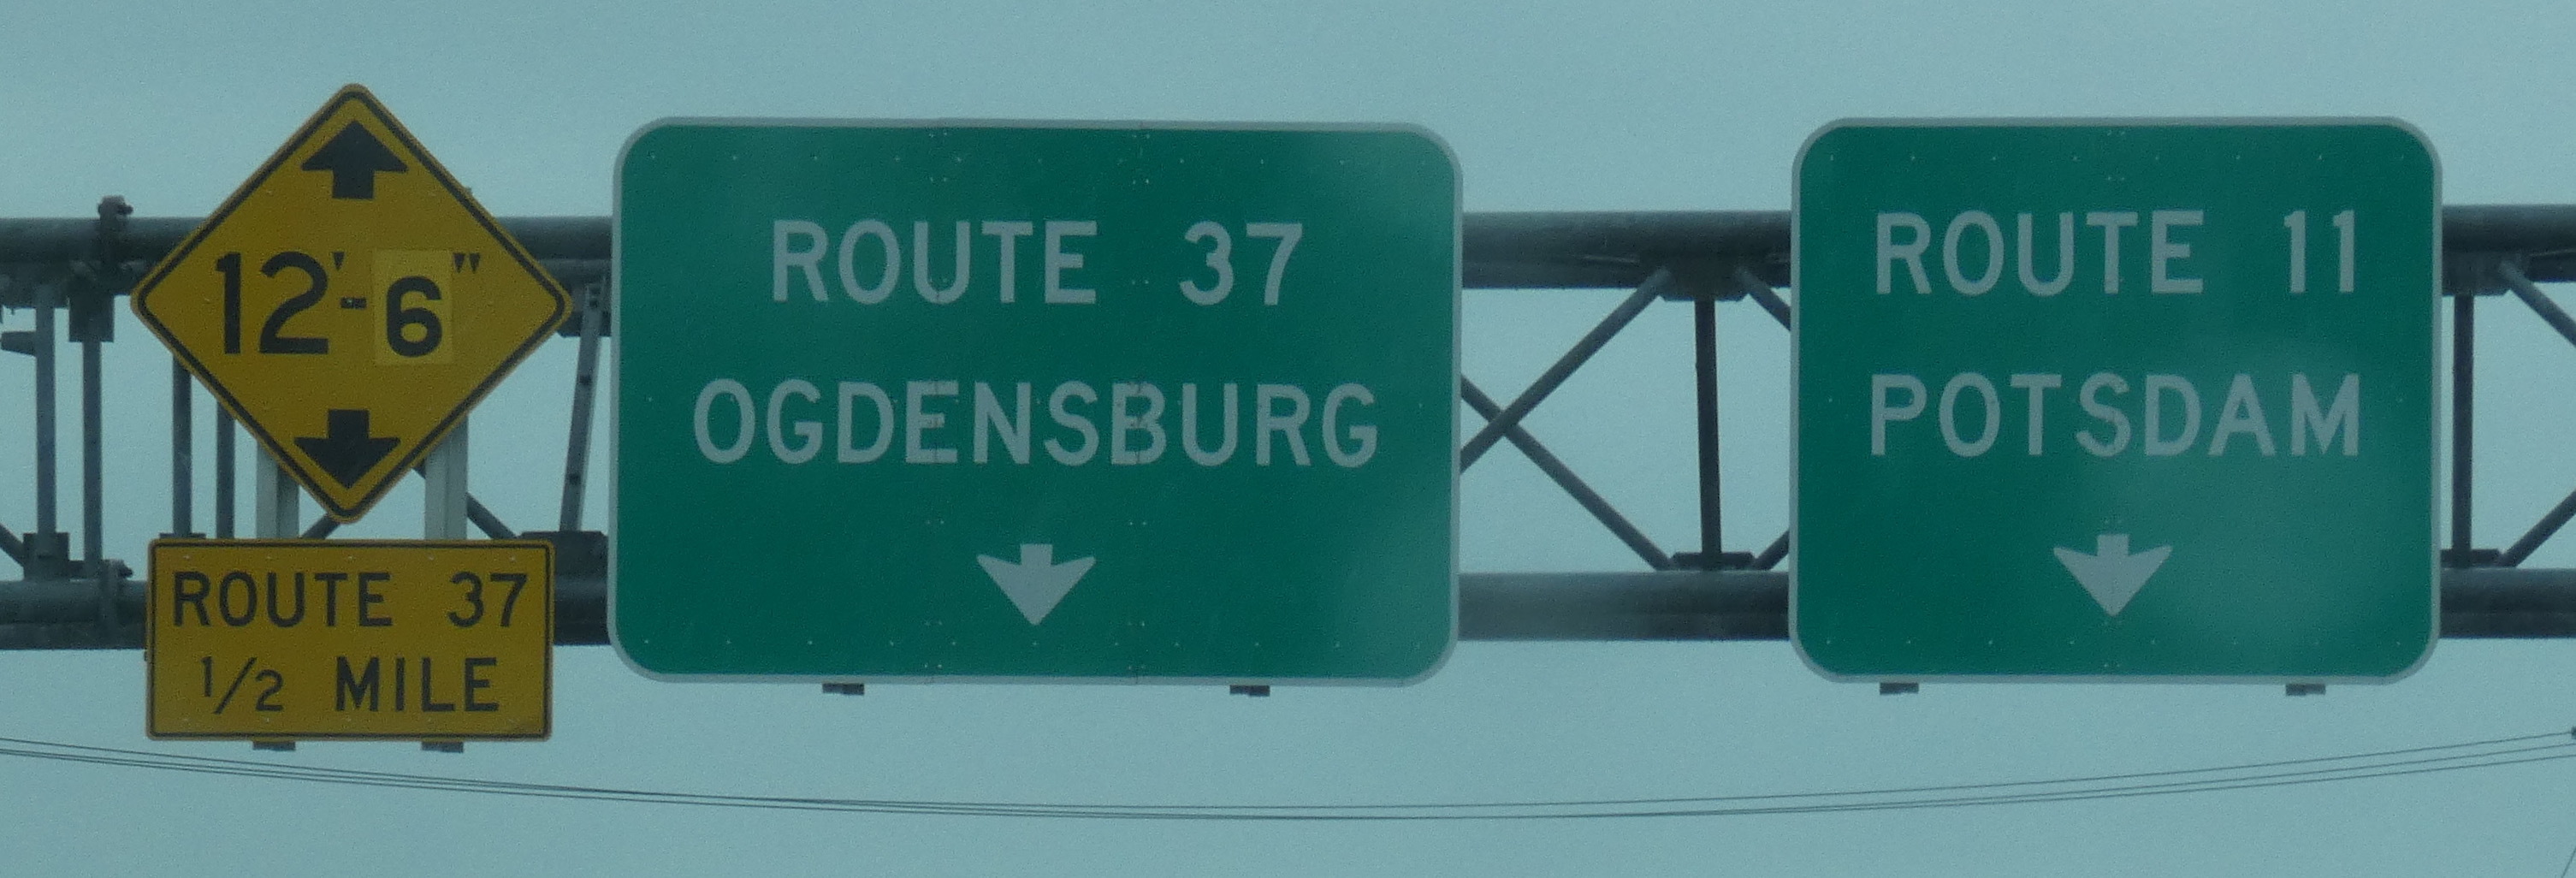 12'-6"
ROUTE 37
1/2 MILE
ROUTE 37
OGDENSBURG
ROUTE 11
POTSDAM